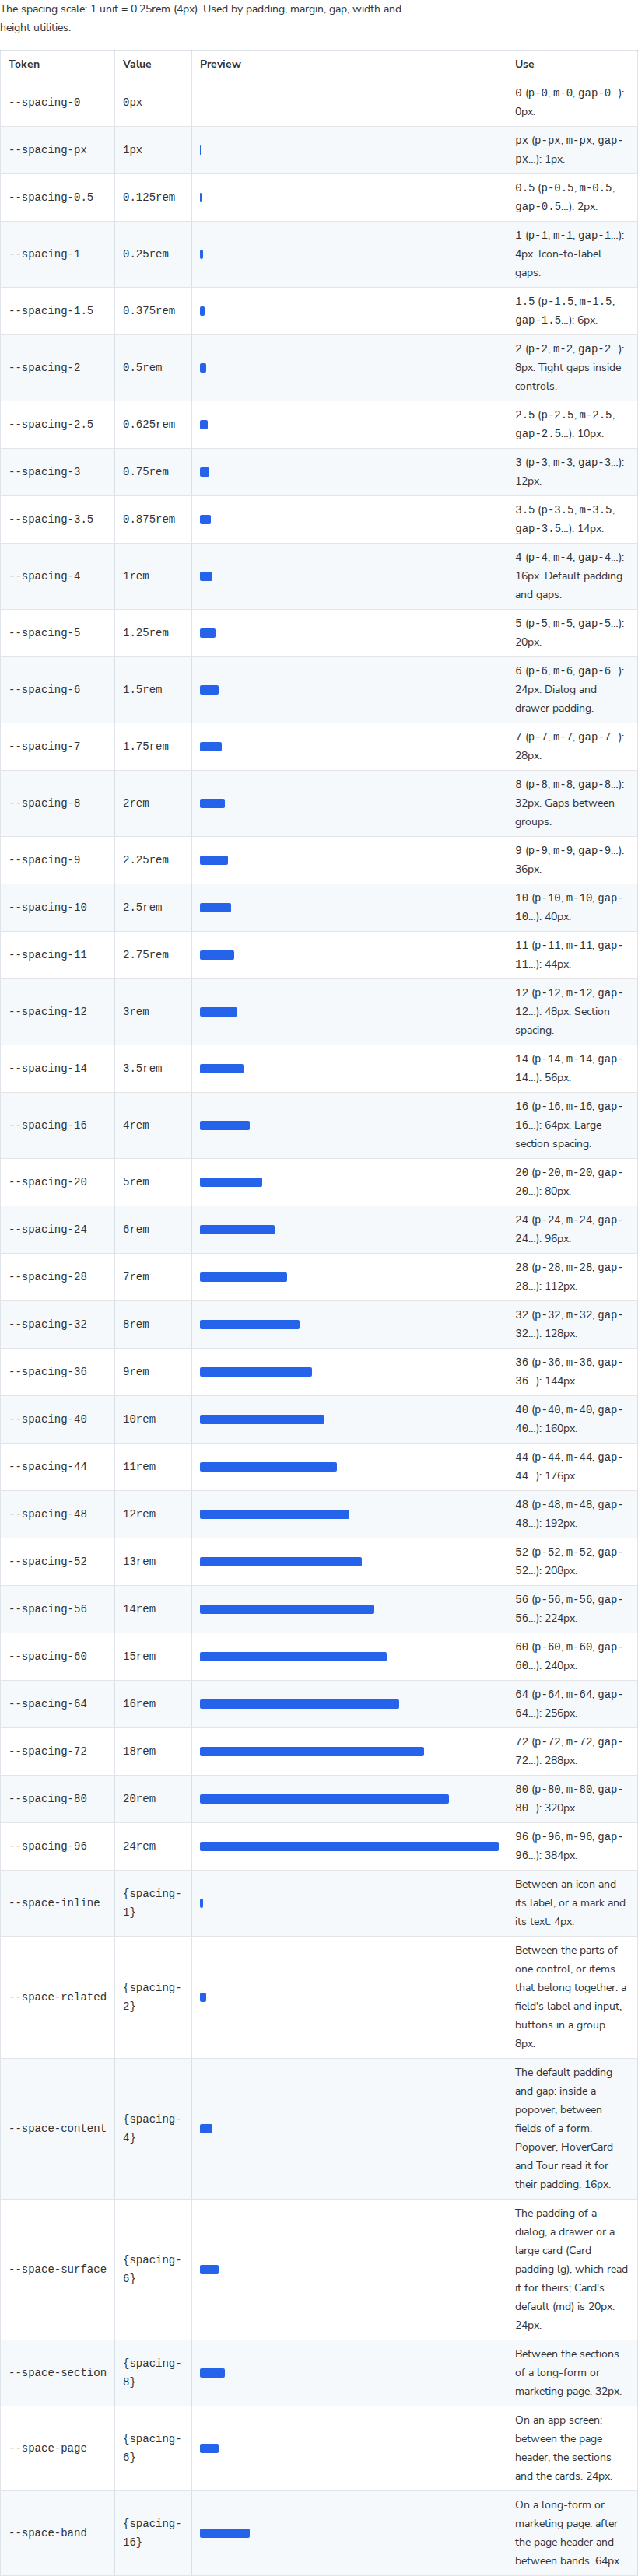 The spacing scale: 1 unit = 0.25rem (4px). Used by padding, margin, gap, width and
height utilities.
Token Value Preview Use
--spacing-0 0px 0 (p-0, m-0, gap-0…):
0px.
--spacing-px 1px px (p-px, m-px, gap-
px…): 1px.
--spacing-0.5 0.125rem 0.5 (p-0.5, m-0.5,
gap-0.5…): 2px.
--spacing-1 0.25rem 1 (p-1, m-1, gap-1…):
4px. Icon-to-label
gaps.
--spacing-1.5 0.375rem 1.5 (p-1.5, m-1.5,
gap-1.5…): 6px.
--spacing-2 0.5rem 2 (p-2, m-2, gap-2…):
8px. Tight gaps inside
controls.
--spacing-2.5 0.625rem 2.5 (p-2.5, m-2.5,
gap-2.5…): 10px.
--spacing-3 0.75rem 3 (p-3, m-3, gap-3…):
12px.
--spacing-3.5 0.875rem 3.5 (p-3.5, m-3.5,
gap-3.5…): 14px.
--spacing-4 1rem 4 (p-4, m-4, gap-4…):
16px. Default padding
and gaps.
--spacing-5 1.25rem 5 (p-5, m-5, gap-5…):
20px.
--spacing-6 1.5rem 6 (p-6, m-6, gap-6…):
24px. Dialog and
drawer padding.
--spacing-7 1.75rem 7 (p-7, m-7, gap-7…):
28px.
--spacing-8 2rem 8 (p-8, m-8, gap-8…):
32px. Gaps between
groups.
--spacing-9 2.25rem 9 (p-9, m-9, gap-9…):
36px.
--spacing-10 2.5rem 10 (p-10, m-10, gap-
10…): 40px.
--spacing-11 2.75rem 11 (p-11, m-11, gap-
11…): 44px.
--spacing-12 3rem 12 (p-12, m-12, gap-
12…): 48px. Section
spacing.
--spacing-14 3.5rem 14 (p-14, m-14, gap-
14…): 56px.
--spacing-16 4rem 16 (p-16, m-16, gap-
16…): 64px. Large
section spacing.
--spacing-20 5rem 20 (p-20, m-20, gap-
20…): 80px.
--spacing-24 6rem 24 (p-24, m-24, gap-
24…): 96px.
--spacing-28 7rem 28 (p-28, m-28, gap-
28…): 112px.
--spacing-32 8rem 32 (p-32, m-32, gap-
32…): 128px.
--spacing-36 9rem 36 (p-36, m-36, gap-
36…): 144px.
--spacing-40 10rem 40 (p-40, m-40, gap-
40…): 160px.
--spacing-44 11rem 44 (p-44, m-44, gap-
44…): 176px.
--spacing-48 12rem 48 (p-48, m-48, gap-
48…): 192px.
--spacing-52 13rem 52 (p-52, m-52, gap-
52…): 208px.
--spacing-56 14rem 56 (p-56, m-56, gap-
56…): 224px.
--spacing-60 15rem 60 (p-60, m-60, gap-
60…): 240px.
--spacing-64 16rem 64 (p-64, m-64, gap-
64…): 256px.
--spacing-72 18rem 72 (p-72, m-72, gap-
72…): 288px.
--spacing-80 20rem 80 (p-80, m-80, gap-
80…): 320px.
--spacing-96 24rem 96 (p-96, m-96, gap-
96…): 384px.
--space-inline {spacing-1} Between an icon and
its label, or a mark and
its text. 4px.
--space-related {spacing-2} Between the parts of
one control, or items
that belong together: a
field's label and input,
buttons in a group.
8px.
--space-content {spacing-4} The default padding
and gap: inside a
popover, between
fields of a form.
Popover, HoverCard
and Tour read it for
their padding. 16px.
--space-surface {spacing-6} The padding of a
dialog, a drawer or a
large card (Card
padding lg), which read
it for theirs; Card's
default (md) is 20px.
24px.
--space-section {spacing-8} Between the sections
of a long-form or
marketing page. 32px.
--space-page {spacing-6} On an app screen:
between the page
header, the sections
and the cards. 24px.
--space-band {spacing-16} On a long-form or
marketing page: after
the page header and
between bands. 64px.